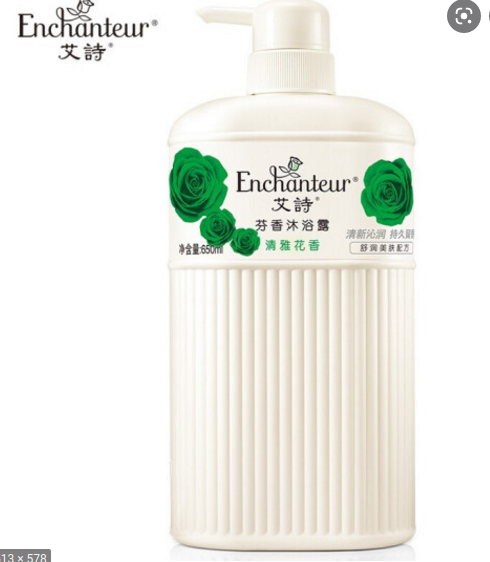 Enchanteur®
艾詩®
Enchanteur®
艾詩®
芬香沐浴露
清雅花香
净含量:650ml
清新沁润 持久留
舒润美肤配方
13 × 578